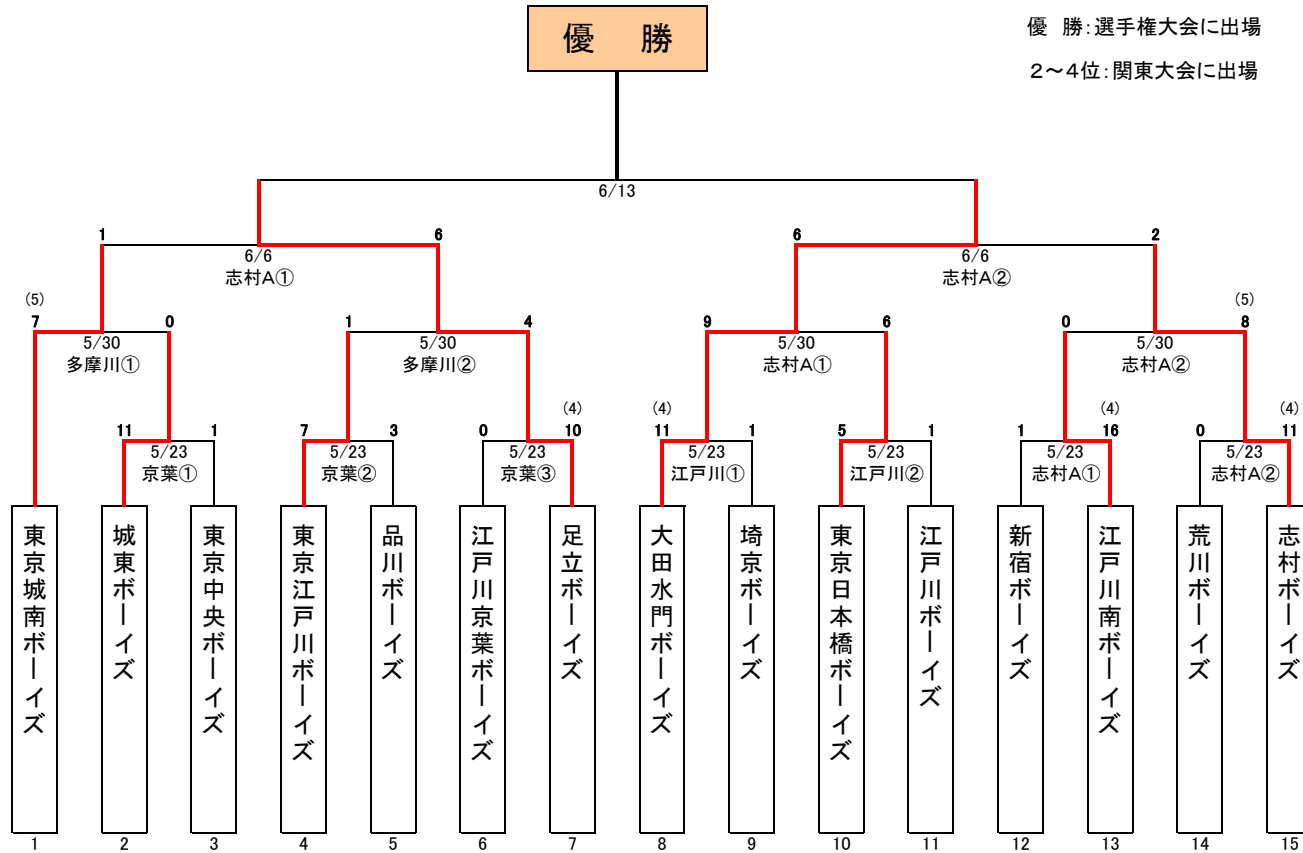 優 勝
優 勝:選手権大会に出場
2~4位:関東大会に出場
6/13
1 6
6/6
志村A①
6 2
6/6
志村A②
(5)
7 0
5/30
多摩川①
1 4
5/30
多摩川②
9 6
5/30
志村A①
(5)
0 8
5/30
志村A②
11 1
5/23
京葉①
7 3
5/23
京葉②
(4)
0 10
5/23
京葉③
(4)
11 1
5/23
江戸川①
5 1
5/23
江戸川②
(4)
1 16
5/23
志村A①
(4)
0 11
5/23
志村A②
東京城南ボーイズ
城東ボーイズ
東京中央ボーイズ
東京江戸川ボーイズ
品川ボーイズ
江戸川京葉ボーイズ
足立ボーイズ
大田水門ボーイズ
埼京ボーイズ
東京日本橋ボーイズ
江戸川ボーイズ
新宿ボーイズ
江戸川南ボーイズ
荒川ボーイズ
志村ボーイズ
1 2 3 4 5 6 7 8 9 10 11 12 13 14 15